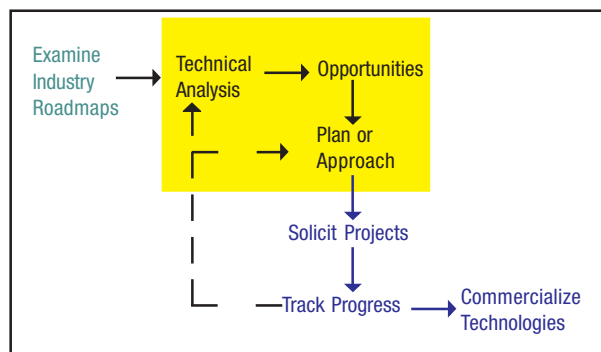 Examine
Industry
Roadmaps
Technical
Analysis
Opportunities
Plan or
Approach
Solicit Projects
Track Progress
Commercialize
Technologies